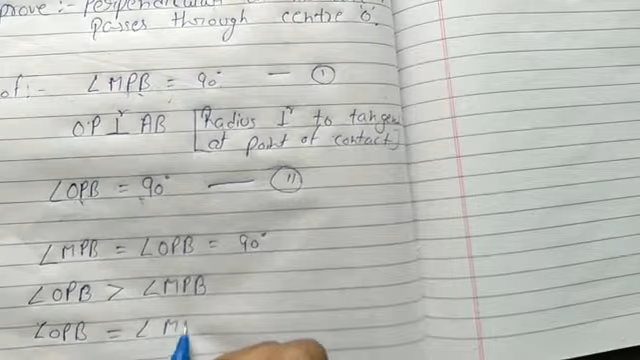 prove :- Perpendicular
passes through centre O.
of :- ∠MPB = 90° — (I)
OP ⊥r AB [Radius ⊥r to tangen
at point of contact]
∠OPB = 90° — (II)
∠MPB = ∠OPB = 90°
∠OPB > ∠MPB
∠OPB = ∠M